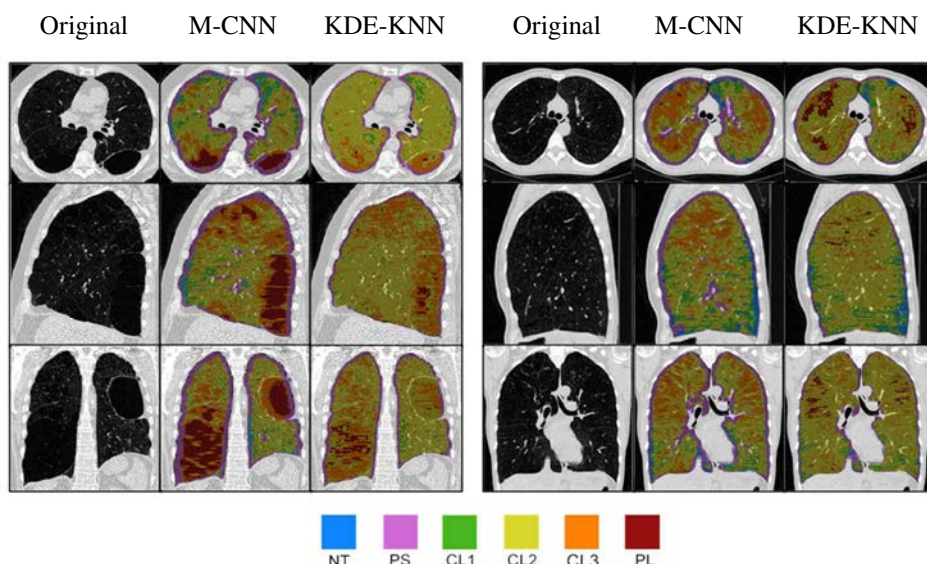 Original M-CNN KDE-KNN Original M-CNN KDE-KNN
NT PS CL1 CL2 CL3 PL